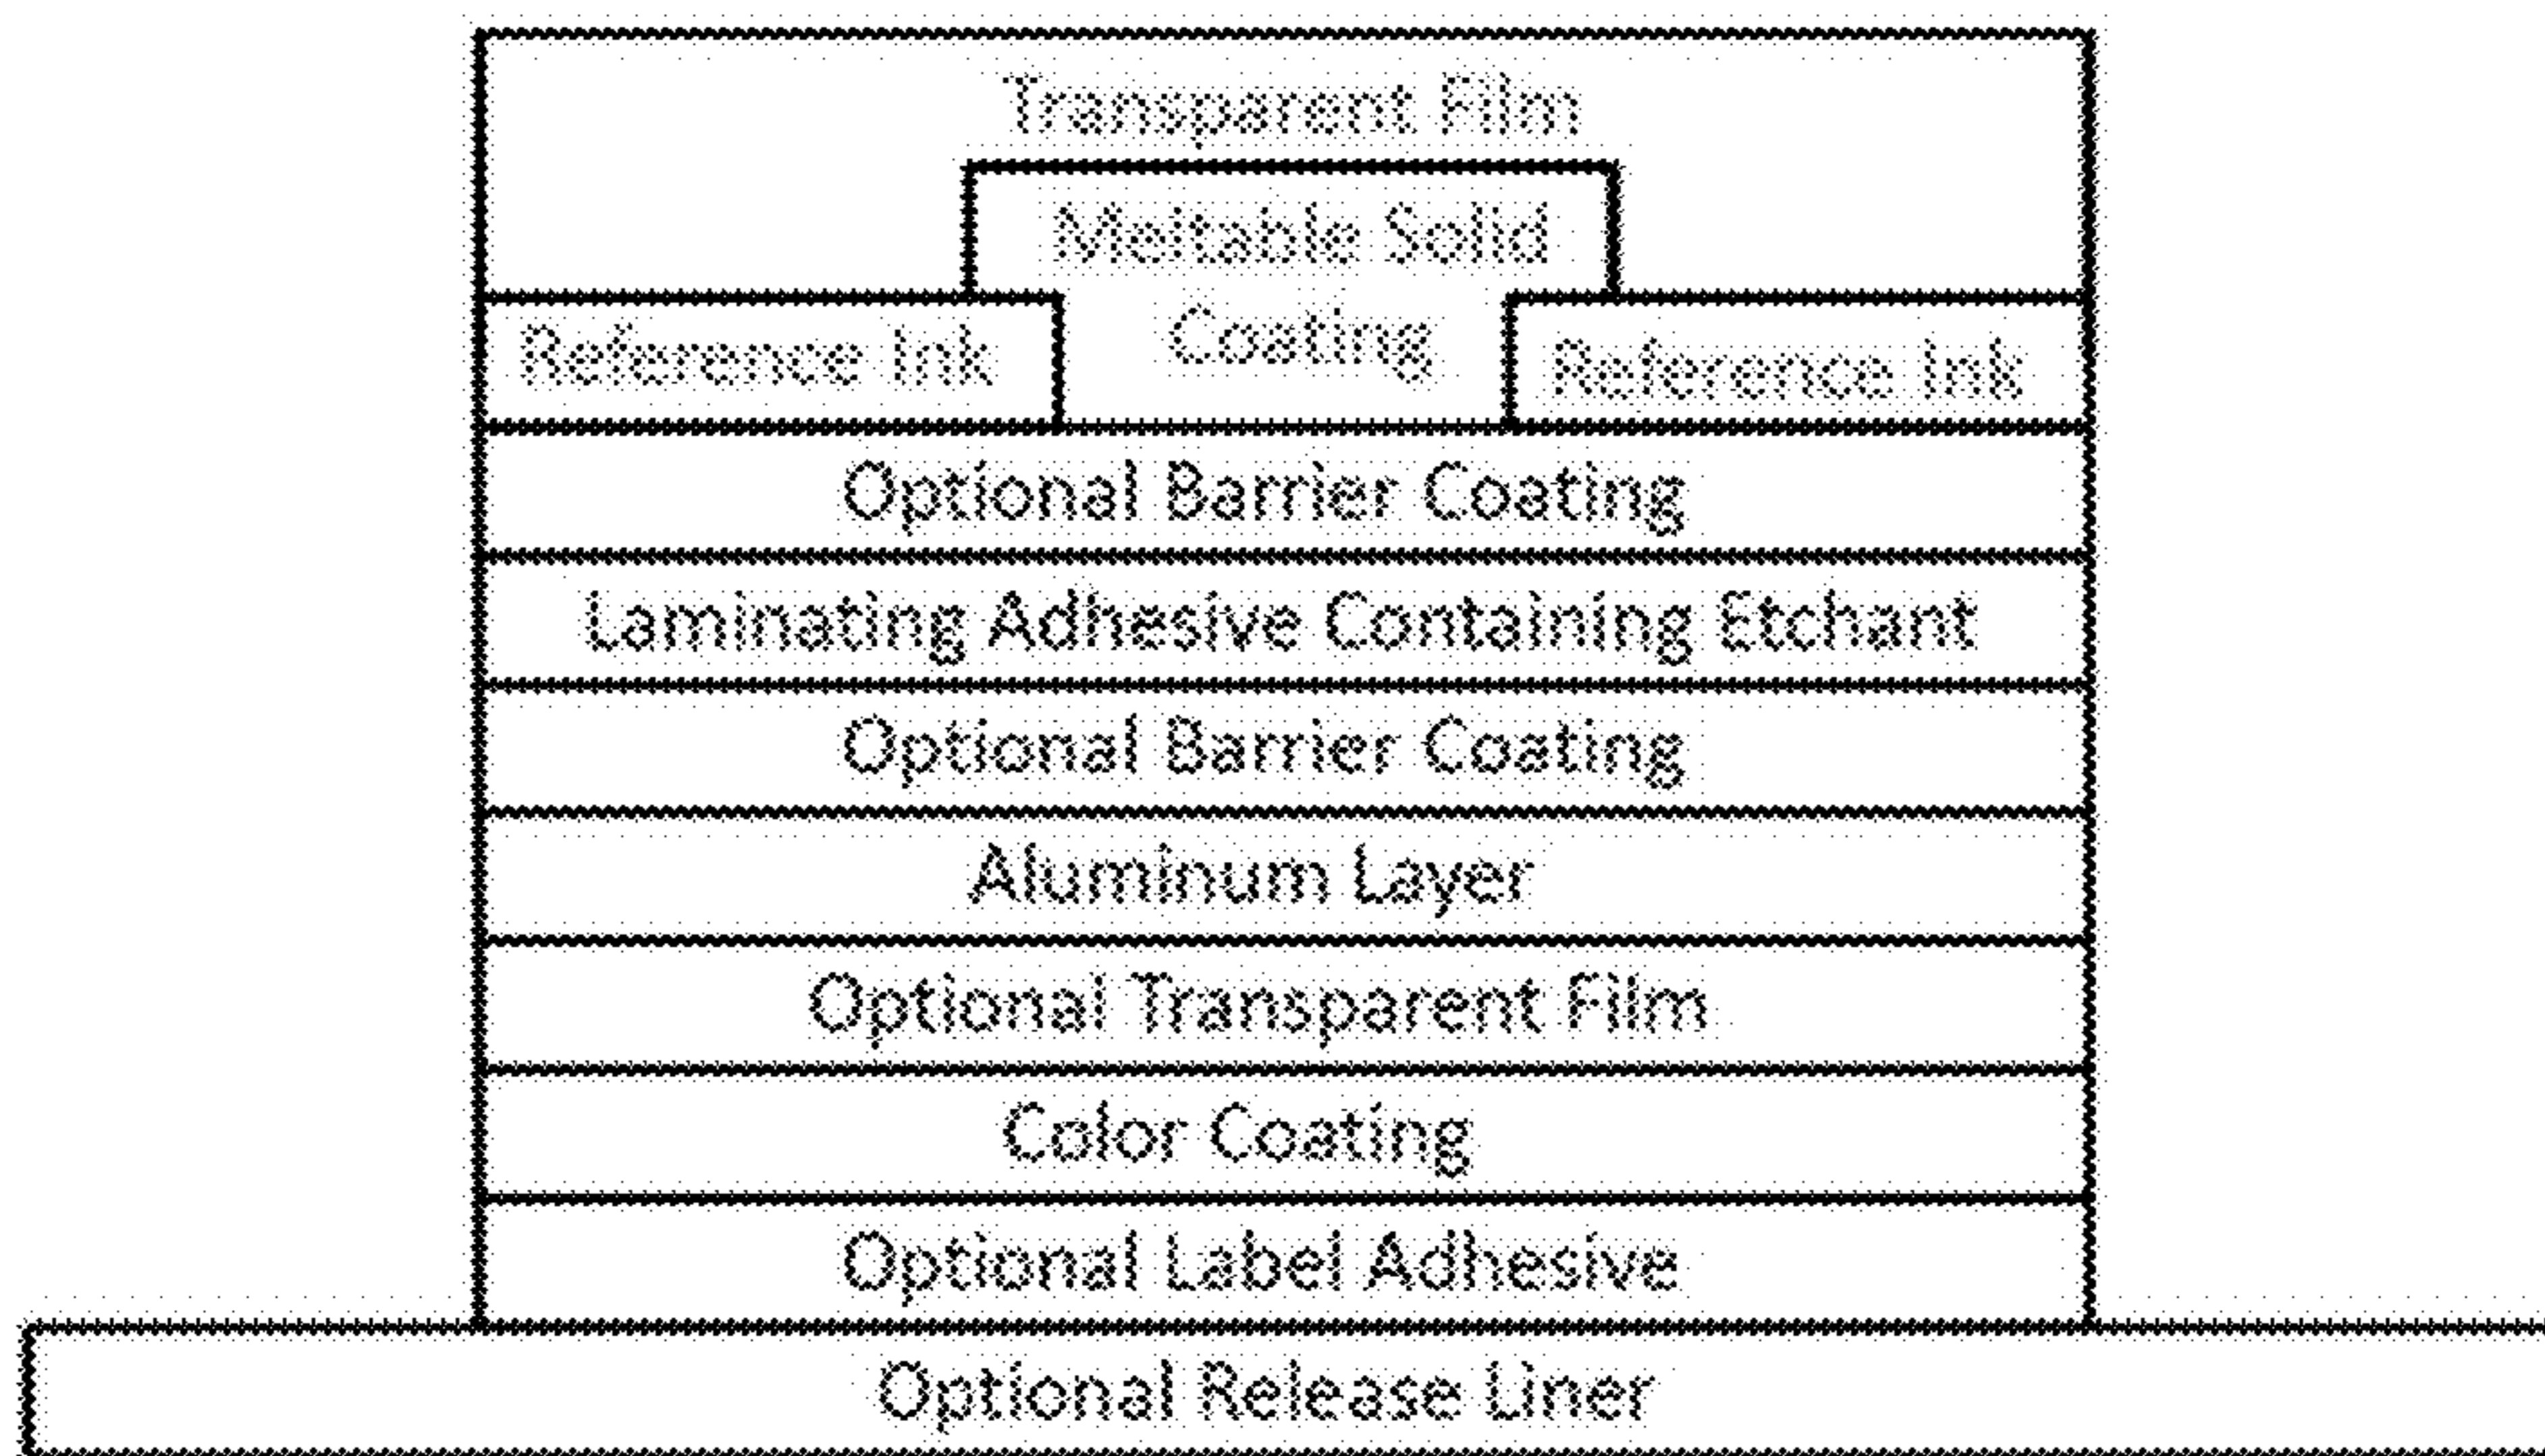 Transparent Film
Meltable Solid
Coating
Reference Ink
Reference Ink
Optional Barrier Coating
Laminating Adhesive Containing Etchant
Optional Barrier Coating
Aluminum Layer
Optional Transparent Film
Color Coating
Optional Label Adhesive
Optional Release Liner